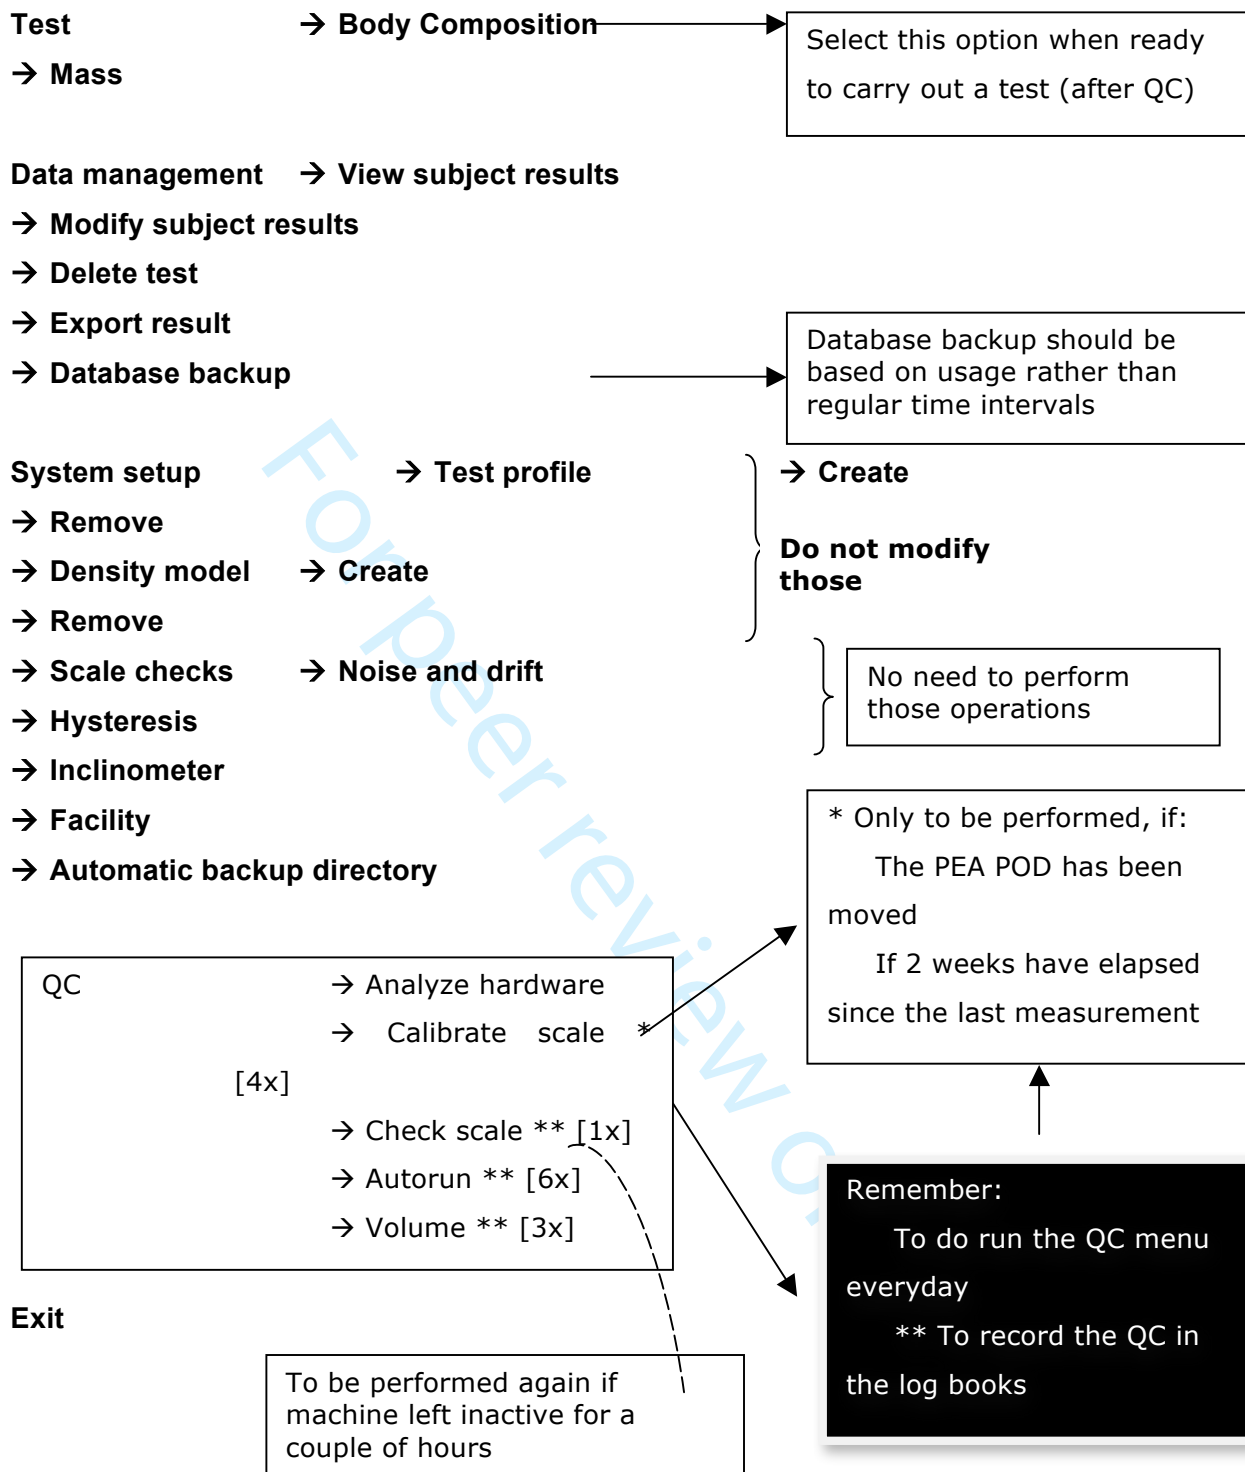 Test → Body Composition
→ Mass
Select this option when ready
to carry out a test (after QC)
Data management → View subject results
→ Modify subject results
→ Delete test
→ Export result
→ Database backup
Database backup should be
based on usage rather than
regular time intervals
System setup → Test profile → Create
→ Remove
→ Density model → Create
→ Remove
Do not modify
those
→ Scale checks → Noise and drift
→ Hysteresis
→ Inclinometer
No need to perform
those operations
→ Facility
→ Automatic backup directory
* Only to be performed, if:
The PEA POD has been
moved
If 2 weeks have elapsed
since the last measurement
QC → Analyze hardware
→ Calibrate scale *
[4x]
→ Check scale ** [1x]
→ Autorun ** [6x]
→ Volume ** [3x]
Remember:
To do run the QC menu
everyday
** To record the QC in
the log books
Exit
To be performed again if
machine left inactive for a
couple of hours
For peer review o